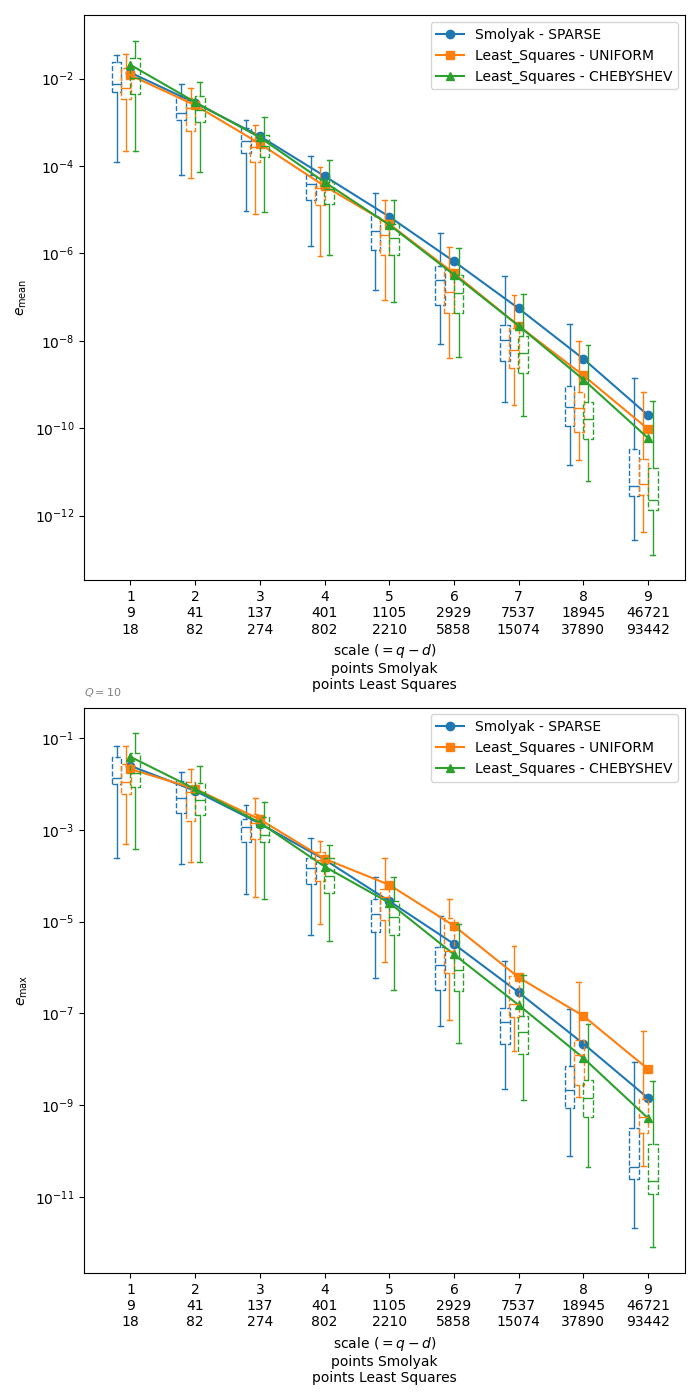 Smolyak - SPARSE
Least_Squares - UNIFORM
Least_Squares - CHEBYSHEV
10⁻²
10⁻⁴
10⁻⁶
10⁻⁸
10⁻¹⁰
10⁻¹²
e_mean
1 2 3 4 5 6 7 8 9
9 41 137 401 1105 2929 7537 18945 46721
18 82 274 802 2210 5858 15074 37890 93442
scale (= q − d)
points Smolyak
points Least Squares
Q = 10
Smolyak - SPARSE
Least_Squares - UNIFORM
Least_Squares - CHEBYSHEV
10⁻¹
10⁻³
10⁻⁵
10⁻⁷
10⁻⁹
10⁻¹¹
e_max
1 2 3 4 5 6 7 8 9
9 41 137 401 1105 2929 7537 18945 46721
18 82 274 802 2210 5858 15074 37890 93442
scale (= q − d)
points Smolyak
points Least Squares